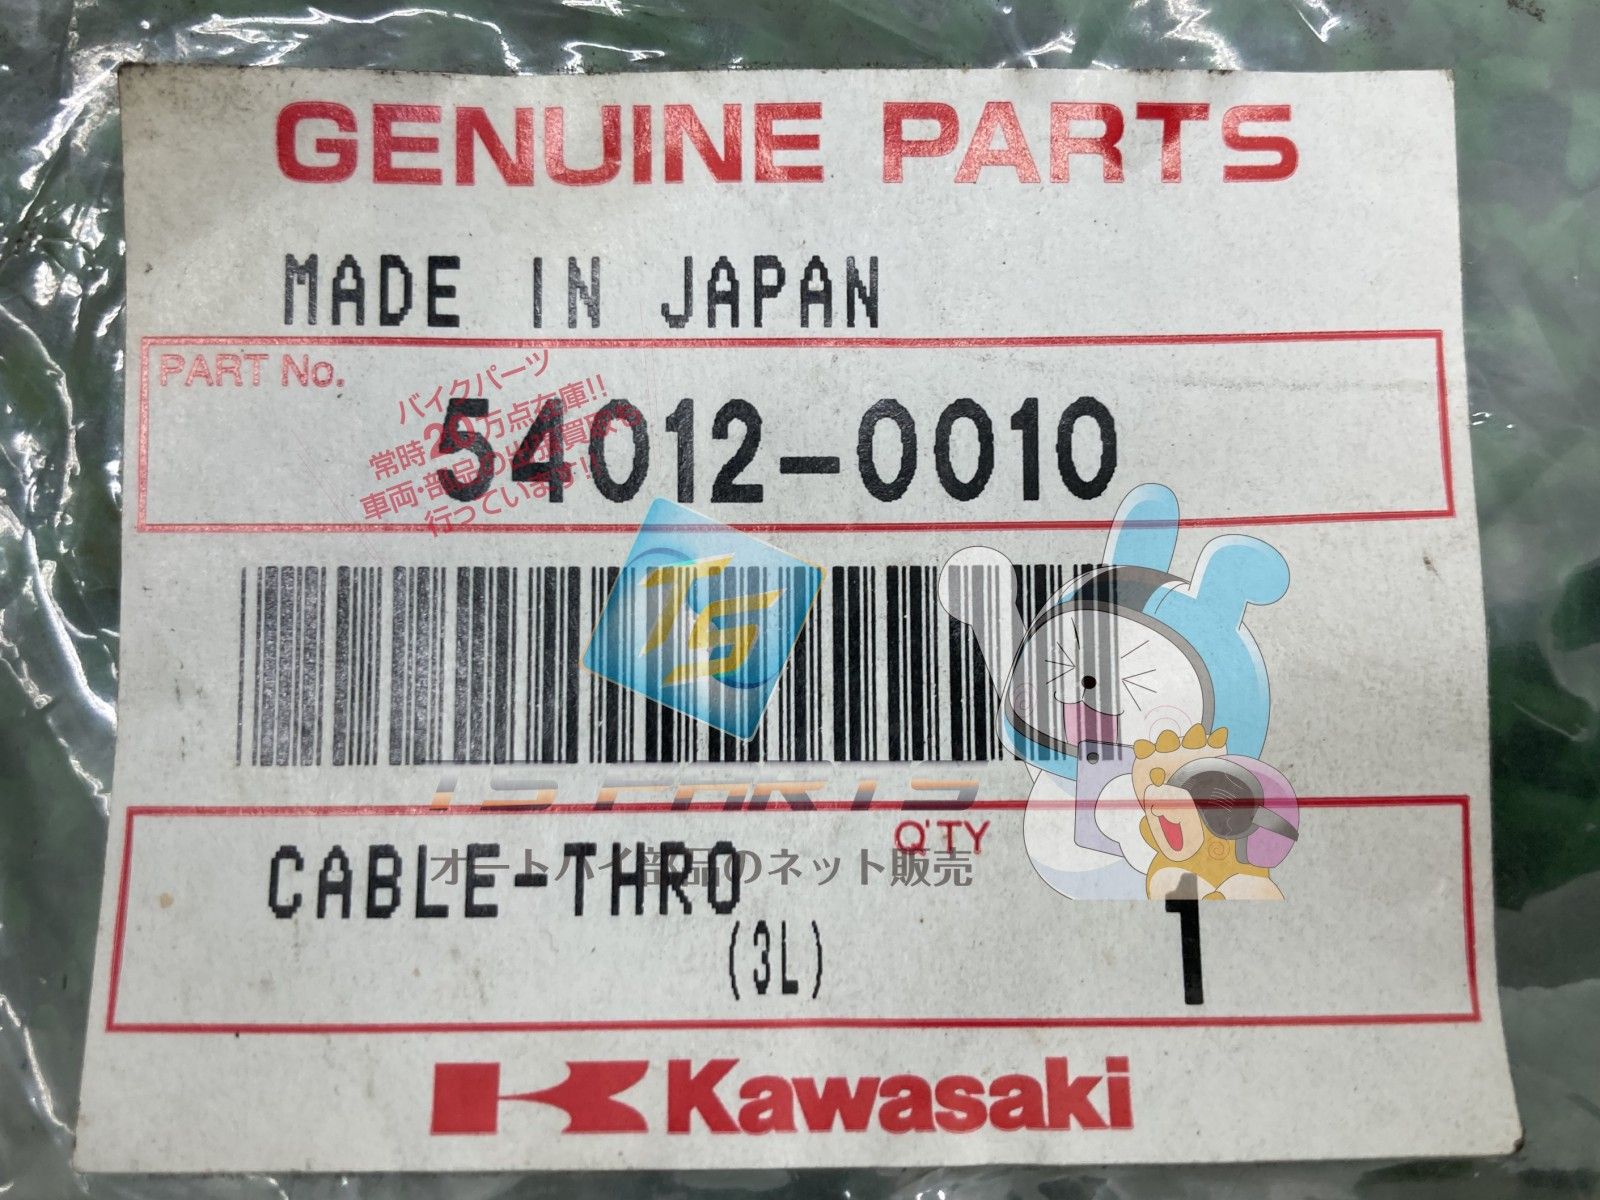 GENUINE PARTS
MADE IN JAPAN
PART No.
54012-0010
バイクパーツ
常時20万点在庫!!
車両・部品の出張買取も
行っています!!
TS
TS PARTS
オートバイ部品のネット販売
Q'TY
CABLE-THRO
(3L)
1
Kawasaki